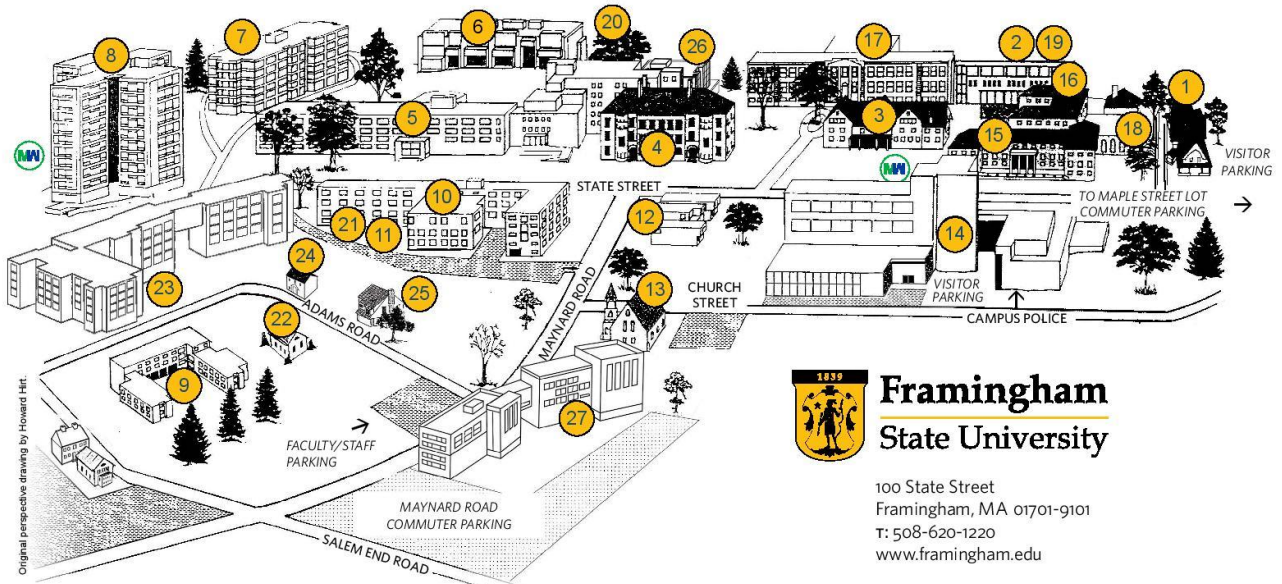 20
6
7
26
17
2
19
8
16
1
5
3
18
4
15
MW
MW
VISITOR
PARKING
STATE STREET
10
12
TO MAPLE STREET LOT
COMMUTER PARKING
21
11
14
24
23
25
13
CHURCH
STREET
VISITOR
PARKING
MAYNARD ROAD
ADAMS ROAD
22
CAMPUS POLICE
9
27
FACULTY/STAFF
PARKING
MAYNARD ROAD
COMMUTER PARKING
SALEM END ROAD
Original perspective drawing by Howard Hirt.
1839
Framingham
State University
100 State Street
Framingham, MA 01701-9101
T: 508-620-1220
www.framingham.edu